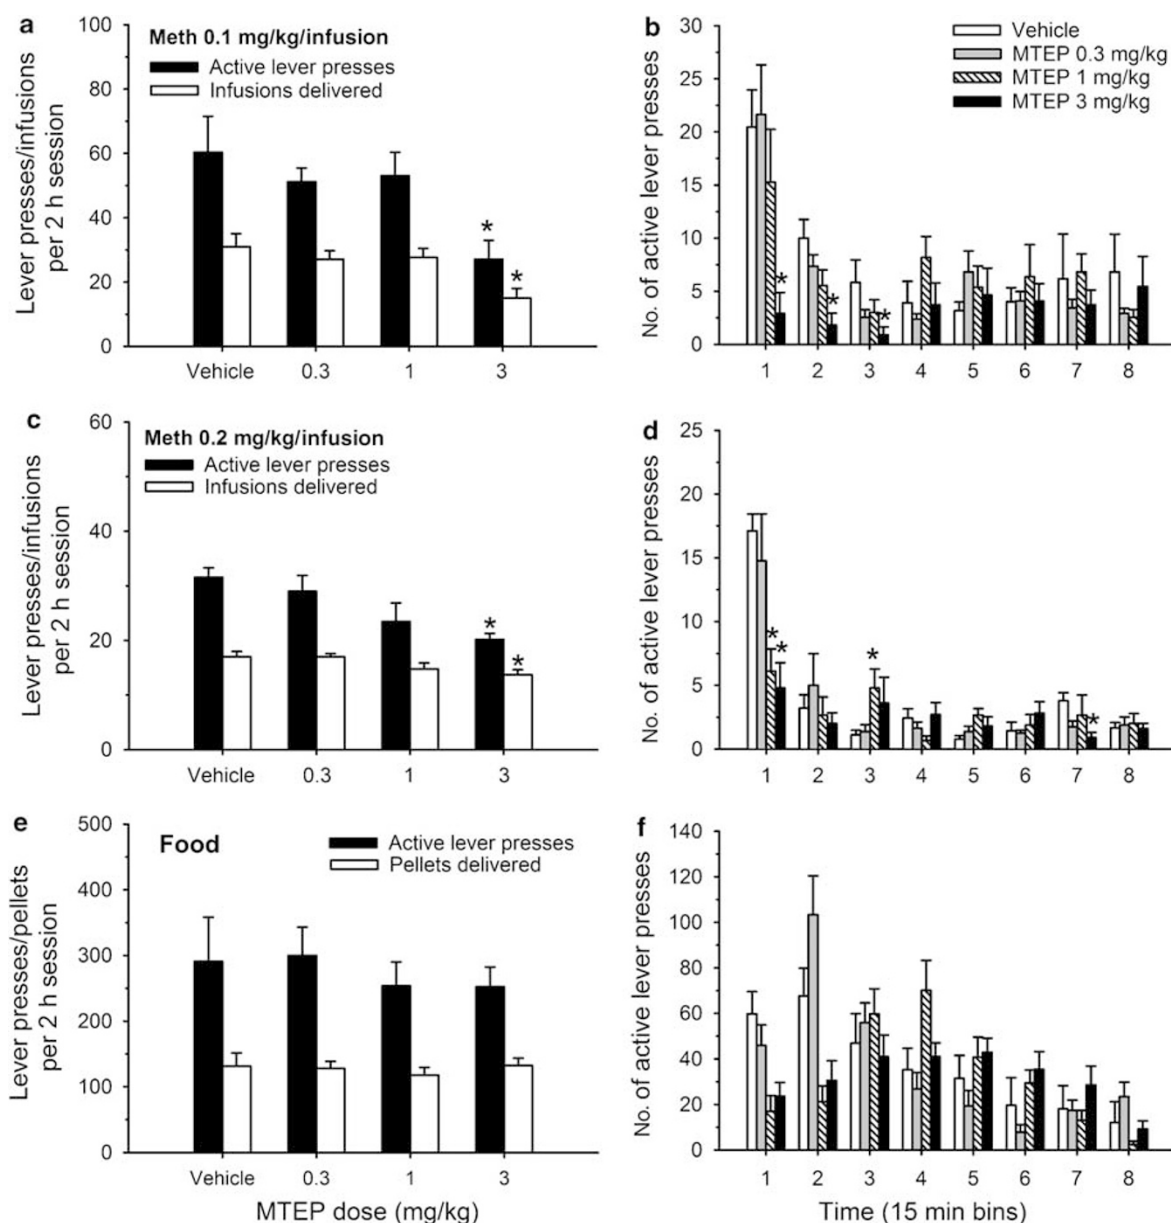 a
Meth 0.1 mg/kg/infusion
Active lever presses
Infusions delivered
Lever presses/infusions
per 2 h session
100
80
60
40
20
0
* *
Vehicle 0.3 1 3
b
Vehicle
MTEP 0.3 mg/kg
MTEP 1 mg/kg
MTEP 3 mg/kg
No. of active lever presses
30
25
20
15
10
5
0
* * *
1 2 3 4 5 6 7 8
c
Meth 0.2 mg/kg/infusion
Active lever presses
Infusions delivered
Lever presses/infusions
per 2 h session
60
40
20
0
* *
Vehicle 0.3 1 3
d
No. of active lever presses
25
20
15
10
5
0
* * * *
1 2 3 4 5 6 7 8
e
Food
Active lever presses
Pellets delivered
Lever presses/pellets
per 2 h session
500
400
300
200
100
0
Vehicle 0.3 1 3
MTEP dose (mg/kg)
f
No. of active lever presses
140
120
100
80
60
40
20
0
1 2 3 4 5 6 7 8
Time (15 min bins)